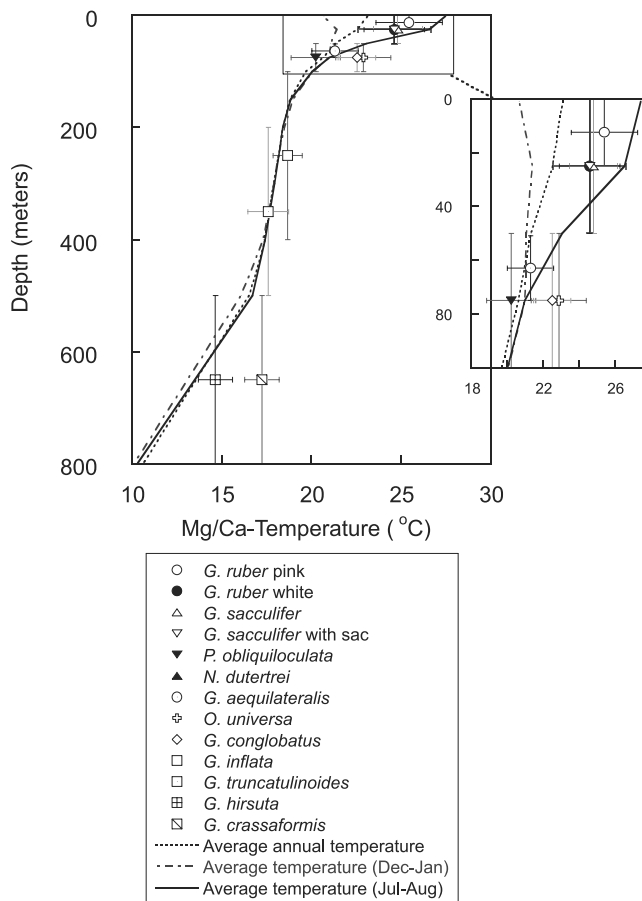 0
200
400
600
800
Depth (meters)
10
15
20
25
30
Mg/Ca-Temperature ( °C)
0
40
80
18
22
26
G. ruber pink
G. ruber white
G. sacculifer
G. sacculifer with sac
P. obliquiloculata
N. dutertrei
G. aequilateralis
O. universa
G. conglobatus
G. inflata
G. truncatulinoides
G. hirsuta
G. crassaformis
Average annual temperature
Average temperature (Dec-Jan)
Average temperature (Jul-Aug)